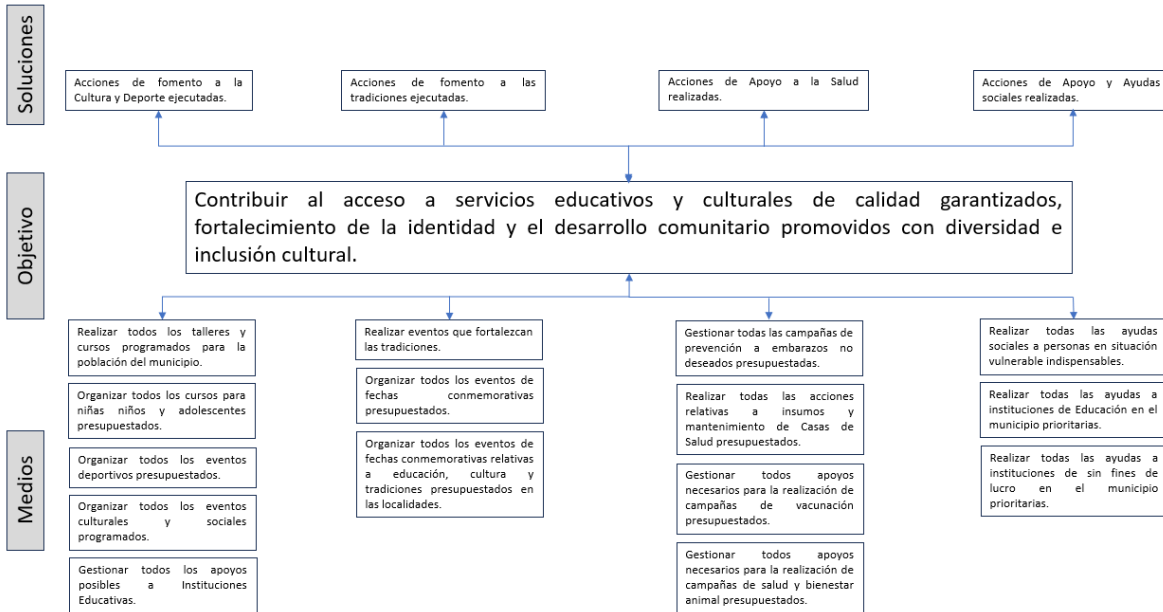 Soluciones
Acciones de fomento a la
Cultura y Deporte ejecutadas.
Acciones de fomento a las
tradiciones ejecutadas.
Acciones de Apoyo a la Salud
realizadas.
Acciones de Apoyo y Ayudas
sociales realizadas.
Objetivo
Contribuir al acceso a servicios educativos y culturales de calidad garantizados,
fortalecimiento de la identidad y el desarrollo comunitario promovidos con diversidad e
inclusión cultural.
Medios
Realizar todos los talleres y
cursos programados para la
población del municipio.
Organizar todos los cursos para
niñas niños y adolescentes
presupuestados.
Organizar todos los eventos
deportivos presupuestados.
Organizar todos los eventos
culturales y sociales
programados.
Gestionar todos los apoyos
posibles a Instituciones
Educativas.
Realizar eventos que fortalezcan
las tradiciones.
Organizar todos los eventos de
fechas conmemorativas
presupuestados.
Organizar todos los eventos de
fechas conmemorativas relativas
a educación, cultura y
tradiciones presupuestados en
las localidades.
Gestionar todas las campañas de
prevención a embarazos no
deseados presupuestadas.
Realizar todas las acciones
relativas a insumos y
mantenimiento de Casas de
Salud presupuestados.
Gestionar todos apoyos
necesarios para la realización de
campañas de vacunación
presupuestados.
Gestionar todos apoyos
necesarios para la realización de
campañas de salud y bienestar
animal presupuestados.
Realizar todas las ayudas
sociales a personas en situación
vulnerable indispensables.
Realizar todas las ayudas a
instituciones de Educación en el
municipio prioritarias.
Realizar todas las ayudas a
instituciones de sin fines de
lucro en el municipio
prioritarias.